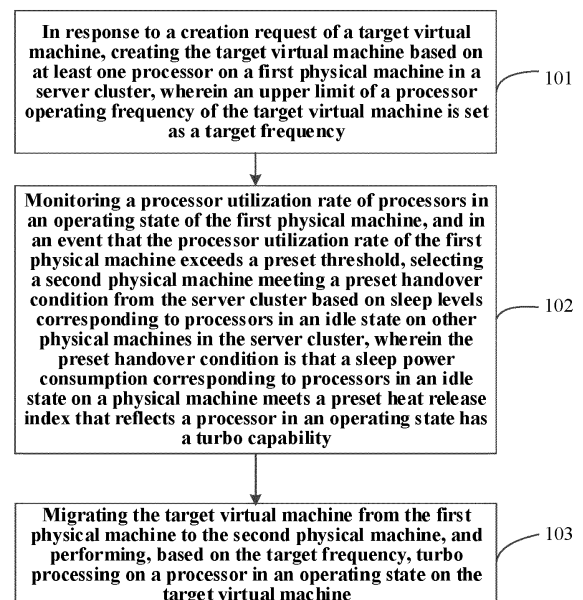 In response to a creation request of a target virtual
machine, creating the target virtual machine based on
at least one processor on a first physical machine in a
server cluster, wherein an upper limit of a processor
operating frequency of the target virtual machine is set
as a target frequency
101
Monitoring a processor utilization rate of processors in
an operating state of the first physical machine, and in
an event that the processor utilization rate of the first
physical machine exceeds a preset threshold, selecting
a second physical machine meeting a preset handover
condition from the server cluster based on sleep levels
corresponding to processors in an idle state on other
physical machines in the server cluster, wherein the
preset handover condition is that a sleep power
consumption corresponding to processors in an idle
state on a physical machine meets a preset heat release
index that reflects a processor in an operating state has
a turbo capability
102
Migrating the target virtual machine from the first
physical machine to the second physical machine, and
performing, based on the target frequency, turbo
processing on a processor in an operating state on the
target virtual machine
103